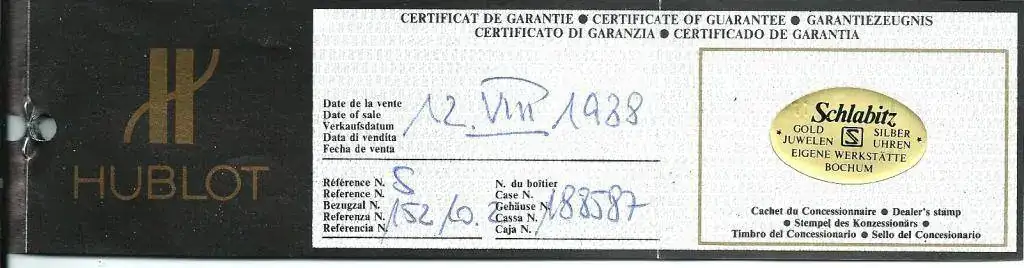 HUBLOT
CERTIFICAT DE GARANTIE ● CERTIFICATE OF GUARANTEE ● GARANTIEZEUGNIS
CERTIFICATO DI GARANZIA ● CERTIFICADO DE GARANTIA
Date de la vente
Date of sale
Verkaufsdatum
Data di vendita
Fecha de venta
12. VIII. 1988
Référence N.
Reference N.
Bezugzal N.
Referenza N.
Referencia N.
S
152/0.2
N. du boîtier
Case N.
Gehäuse N.
Cassa N.
Caja N.
188587
Schlabitz
GOLD S SILBER
JUWELEN UHREN
EIGENE WERKSTÄTTE
BOCHUM
Cachet du Concessionnaire ● Dealer's stamp
● Stempel des Konzessionärs ●
Timbro del Concessionario ● Sello del Concesionario